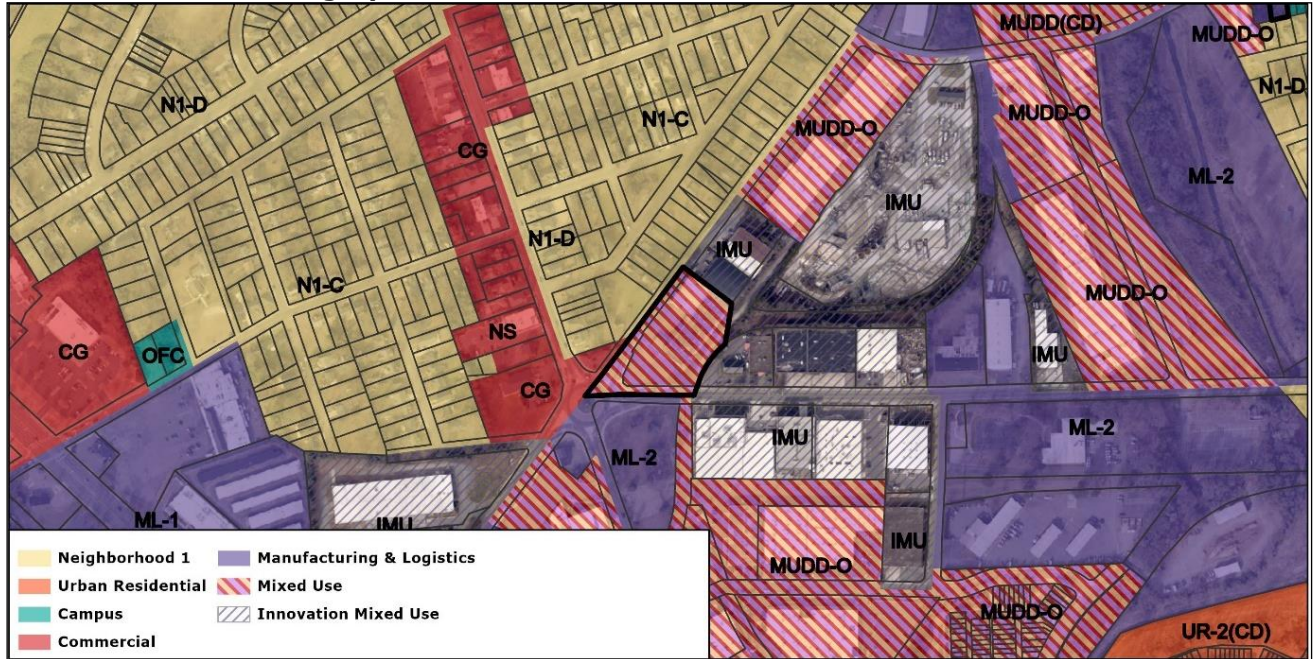 MUDD(CD)
MUDD-O
N1-D
N1-D
N1-C
CG
MUDD-O
MUDD-O
ML-2
IMU
N1-D
IMU
N1-C
MUDD-O
NS
CG
OFC
IMU
CG
ML-2
IMU
ML-2
ML-1
IMU
IMU
MUDD-O
MUDD-O
UR-2(CD)
Neighborhood 1
Urban Residential
Campus
Commercial
Manufacturing & Logistics
Mixed Use
Innovation Mixed Use